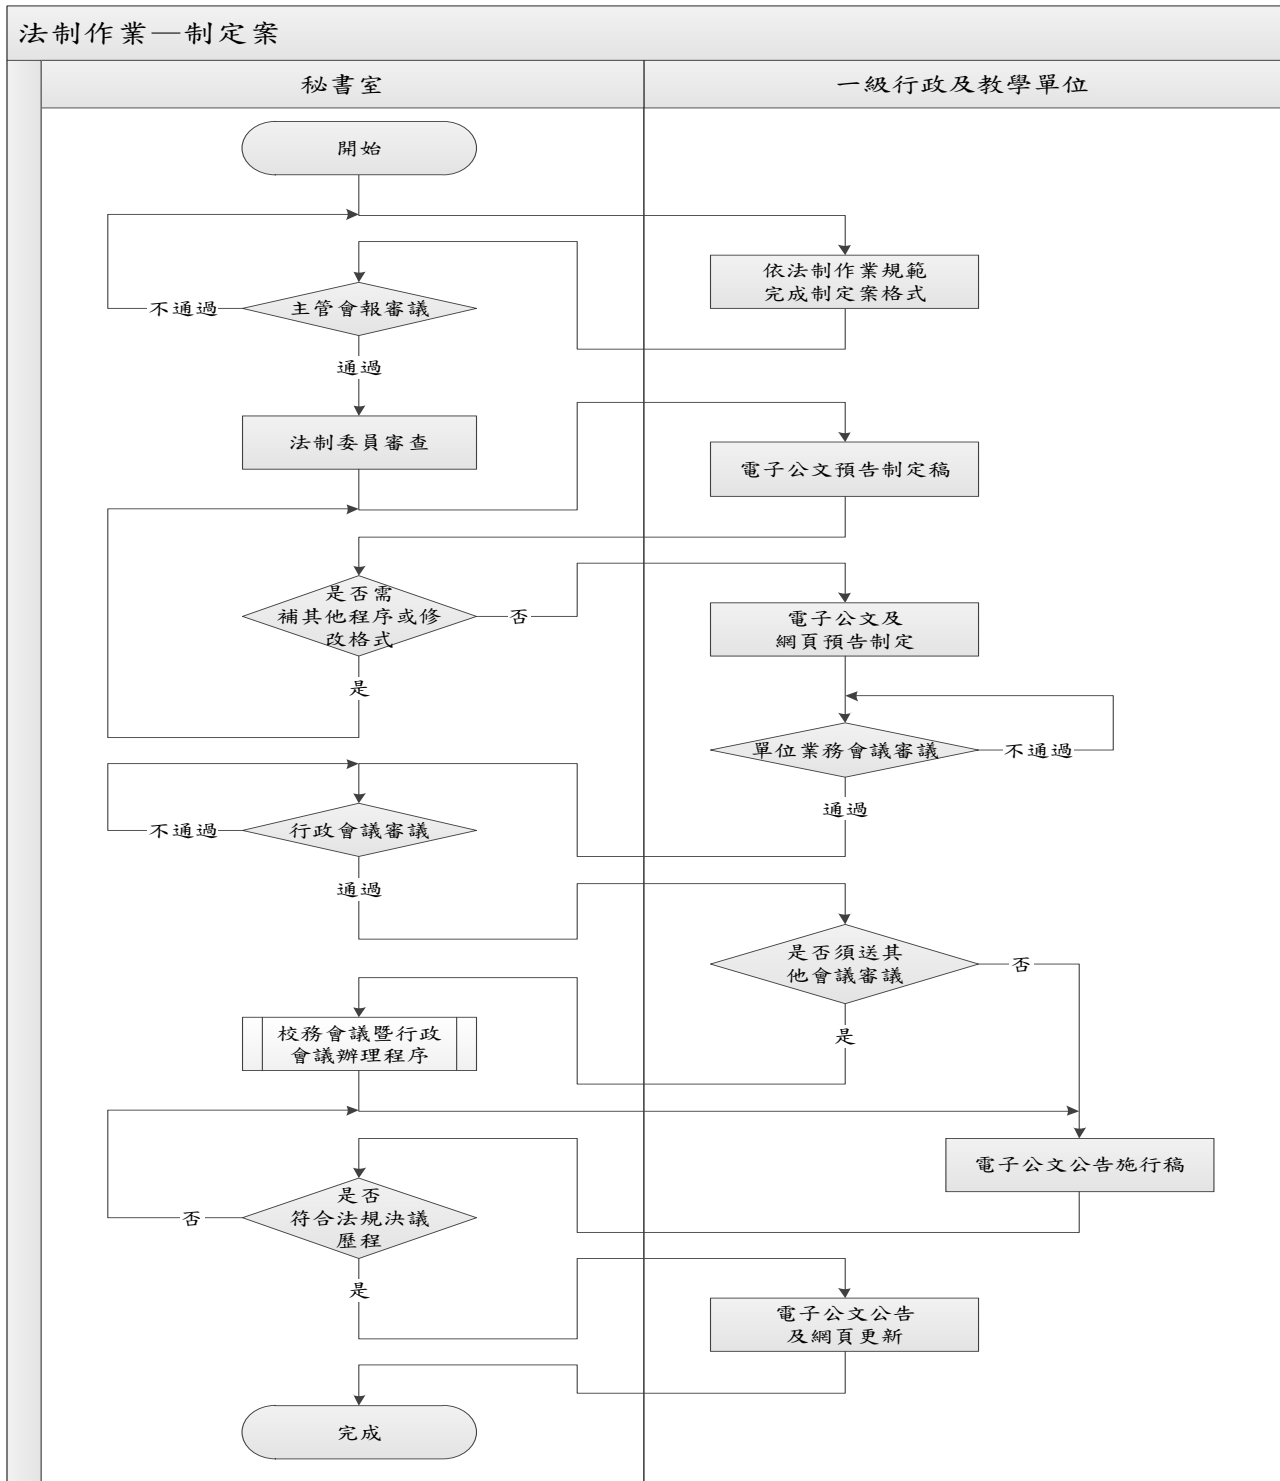 法制作業—制定案
秘書室
一級行政及教學單位
開始
依法制作業規範
完成制定案格式
不通過
主管會報審議
通過
法制委員審查
電子公文預告制定稿
是否需
補其他程序或修
改格式
否
電子公文及
網頁預告制定
是
單位業務會議審議
不通過
通過
不通過
行政會議審議
通過
是否須送其
他會議審議
否
是
校務會議暨行政
會議辦理程序
電子公文公告施行稿
否
是否
符合法規決議
歷程
是
電子公文公告
及網頁更新
完成